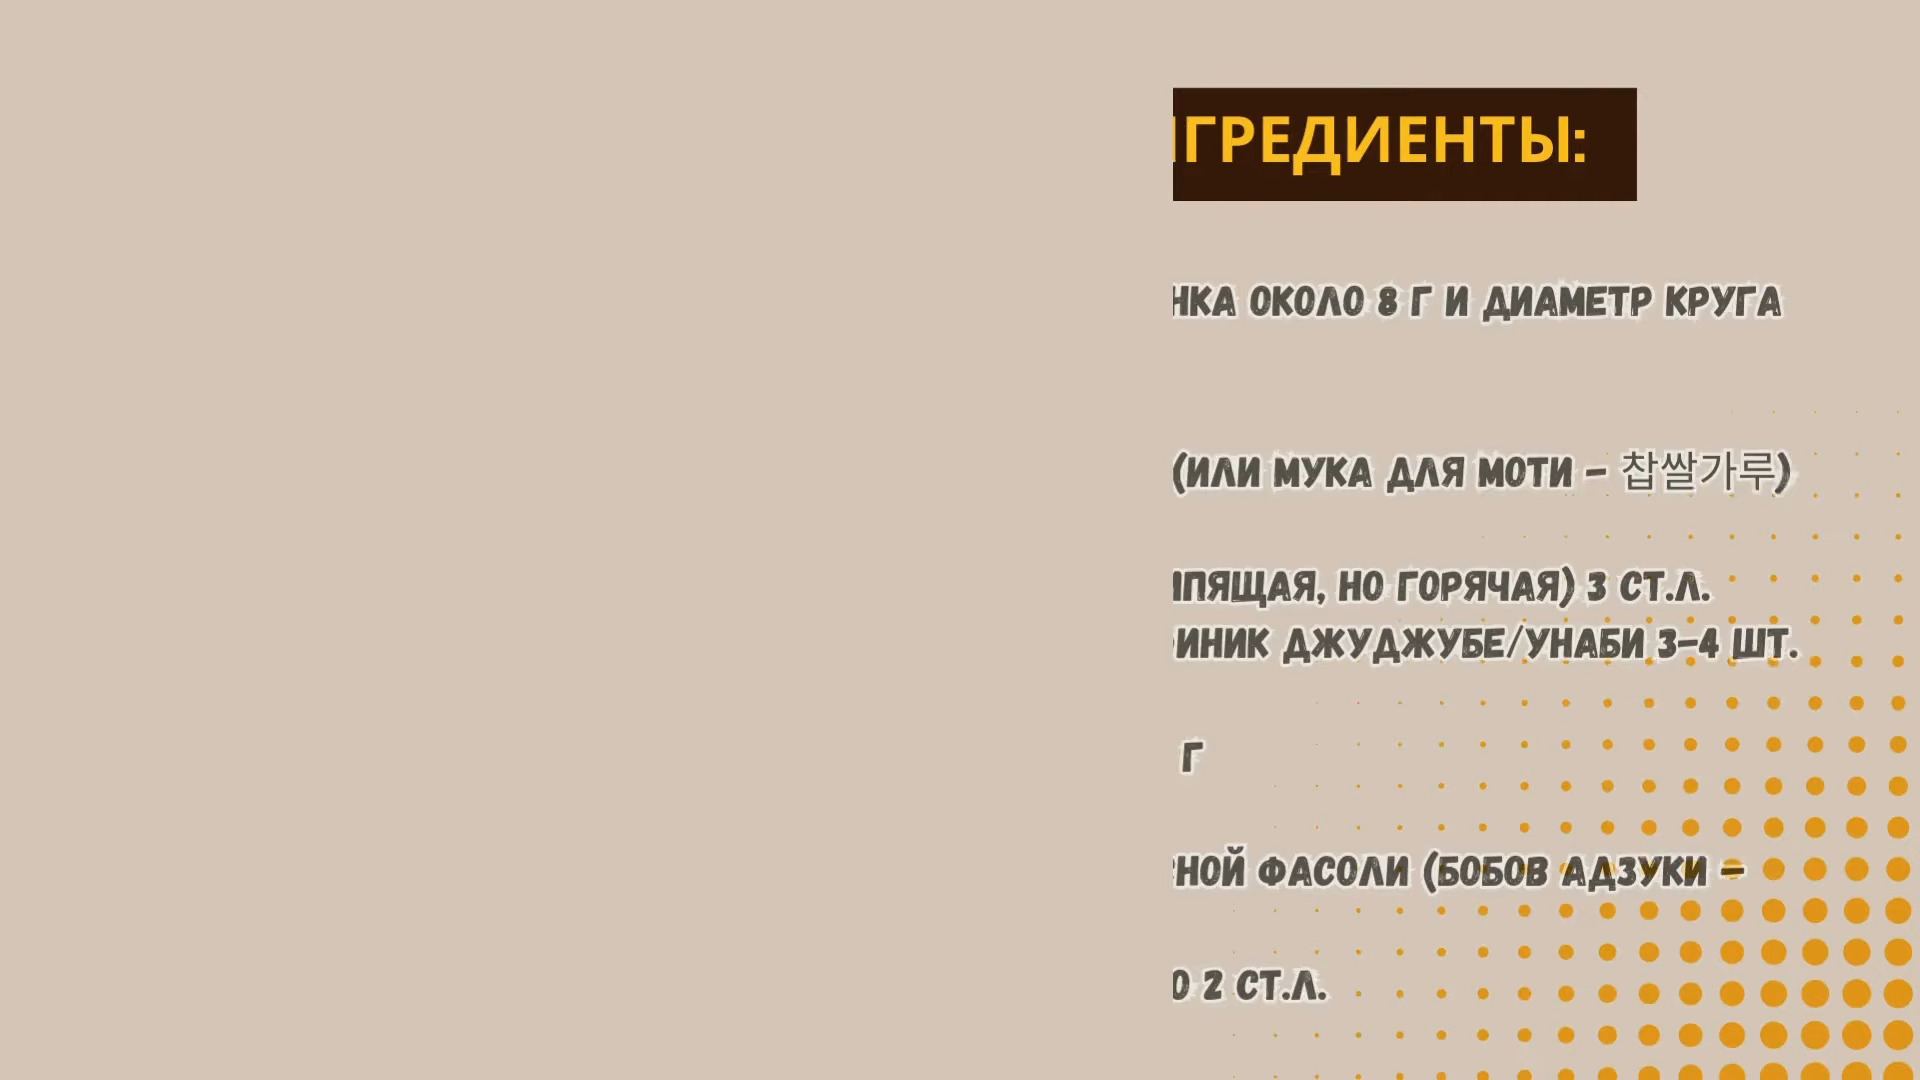 НГРЕДИЕНТЫ:
НКА ОКОЛО 8 Г И ДИАМЕТР КРУГА
(ИЛИ МУКА ДЛЯ МОТИ - 찹쌀가루)
ПЯЩАЯ, НО ГОРЯЧАЯ) 3 СТ.Л.
ИНИК ДЖУДЖУБЕ/УНАБИ 3-4 ШТ.
Г
НОЙ ФАСОЛИ (БОБОВ АДЗУКИ -
О 2 СТ.Л.